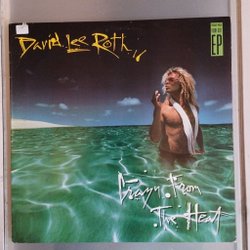 David Lee Roth
EP
Crazy From
The Heat